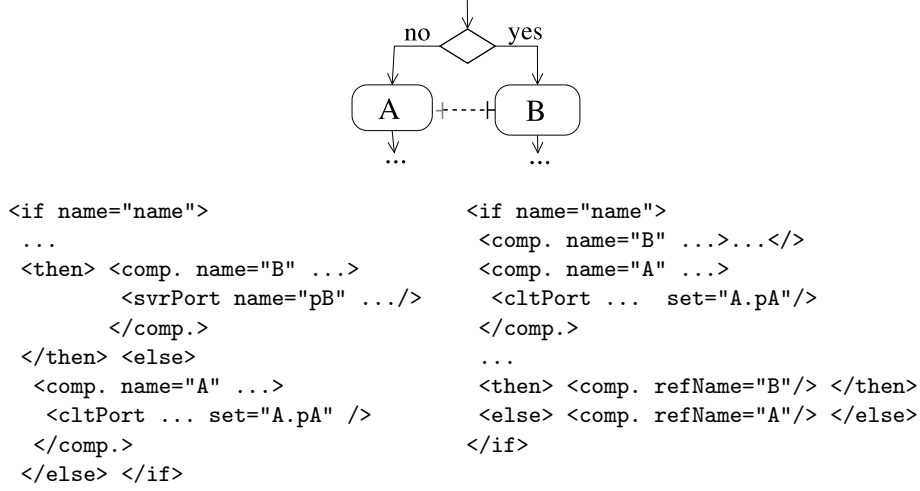 no yes
A B
... ...
<if name="name">
...
<then> <comp. name="B" ...>
<svrPort name="pB" .../>
</comp.>
</then> <else>
<comp. name="A" ...>
<cltPort ... set="A.pA" />
</comp.>
</else> </if>
<if name="name">
<comp. name="B" ...>...</>
<comp. name="A" ...>
<cltPort ... set="A.pA"/>
</comp.>
...
<then> <comp. refName="B"/> </then>
<else> <comp. refName="A"/> </else>
</if>